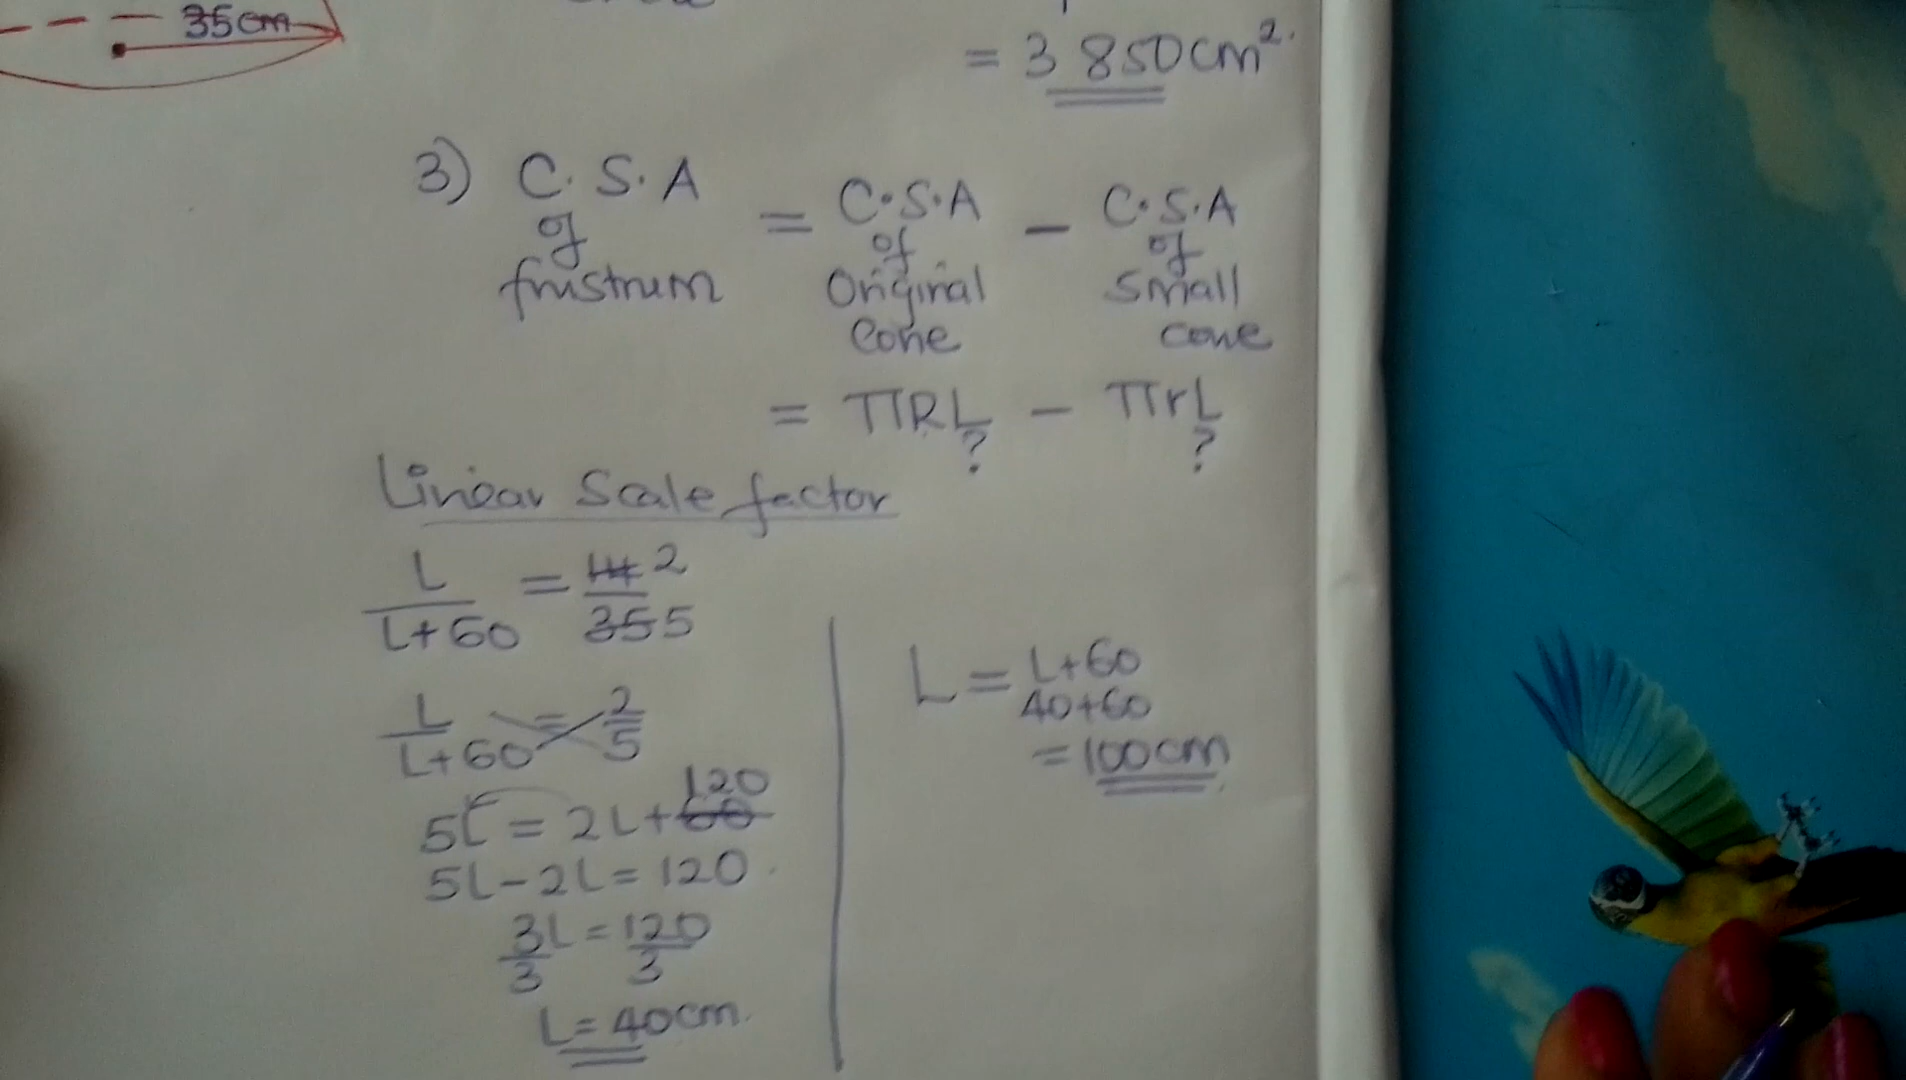 35cm
= 3 850cm².
3) C.S.A of frustrum = C.S.A of Original Cone - C.S.A of Small cone
= πRL - πrL
? ?
Linear Scale factor
L/L+60 = 14 2/35 5
L/L+60 = 2/5
5L = 2L+60 120
5L-2L = 120.
3L/3 = 120/3
L = 40cm.
L = L+60
40+60
= 100cm